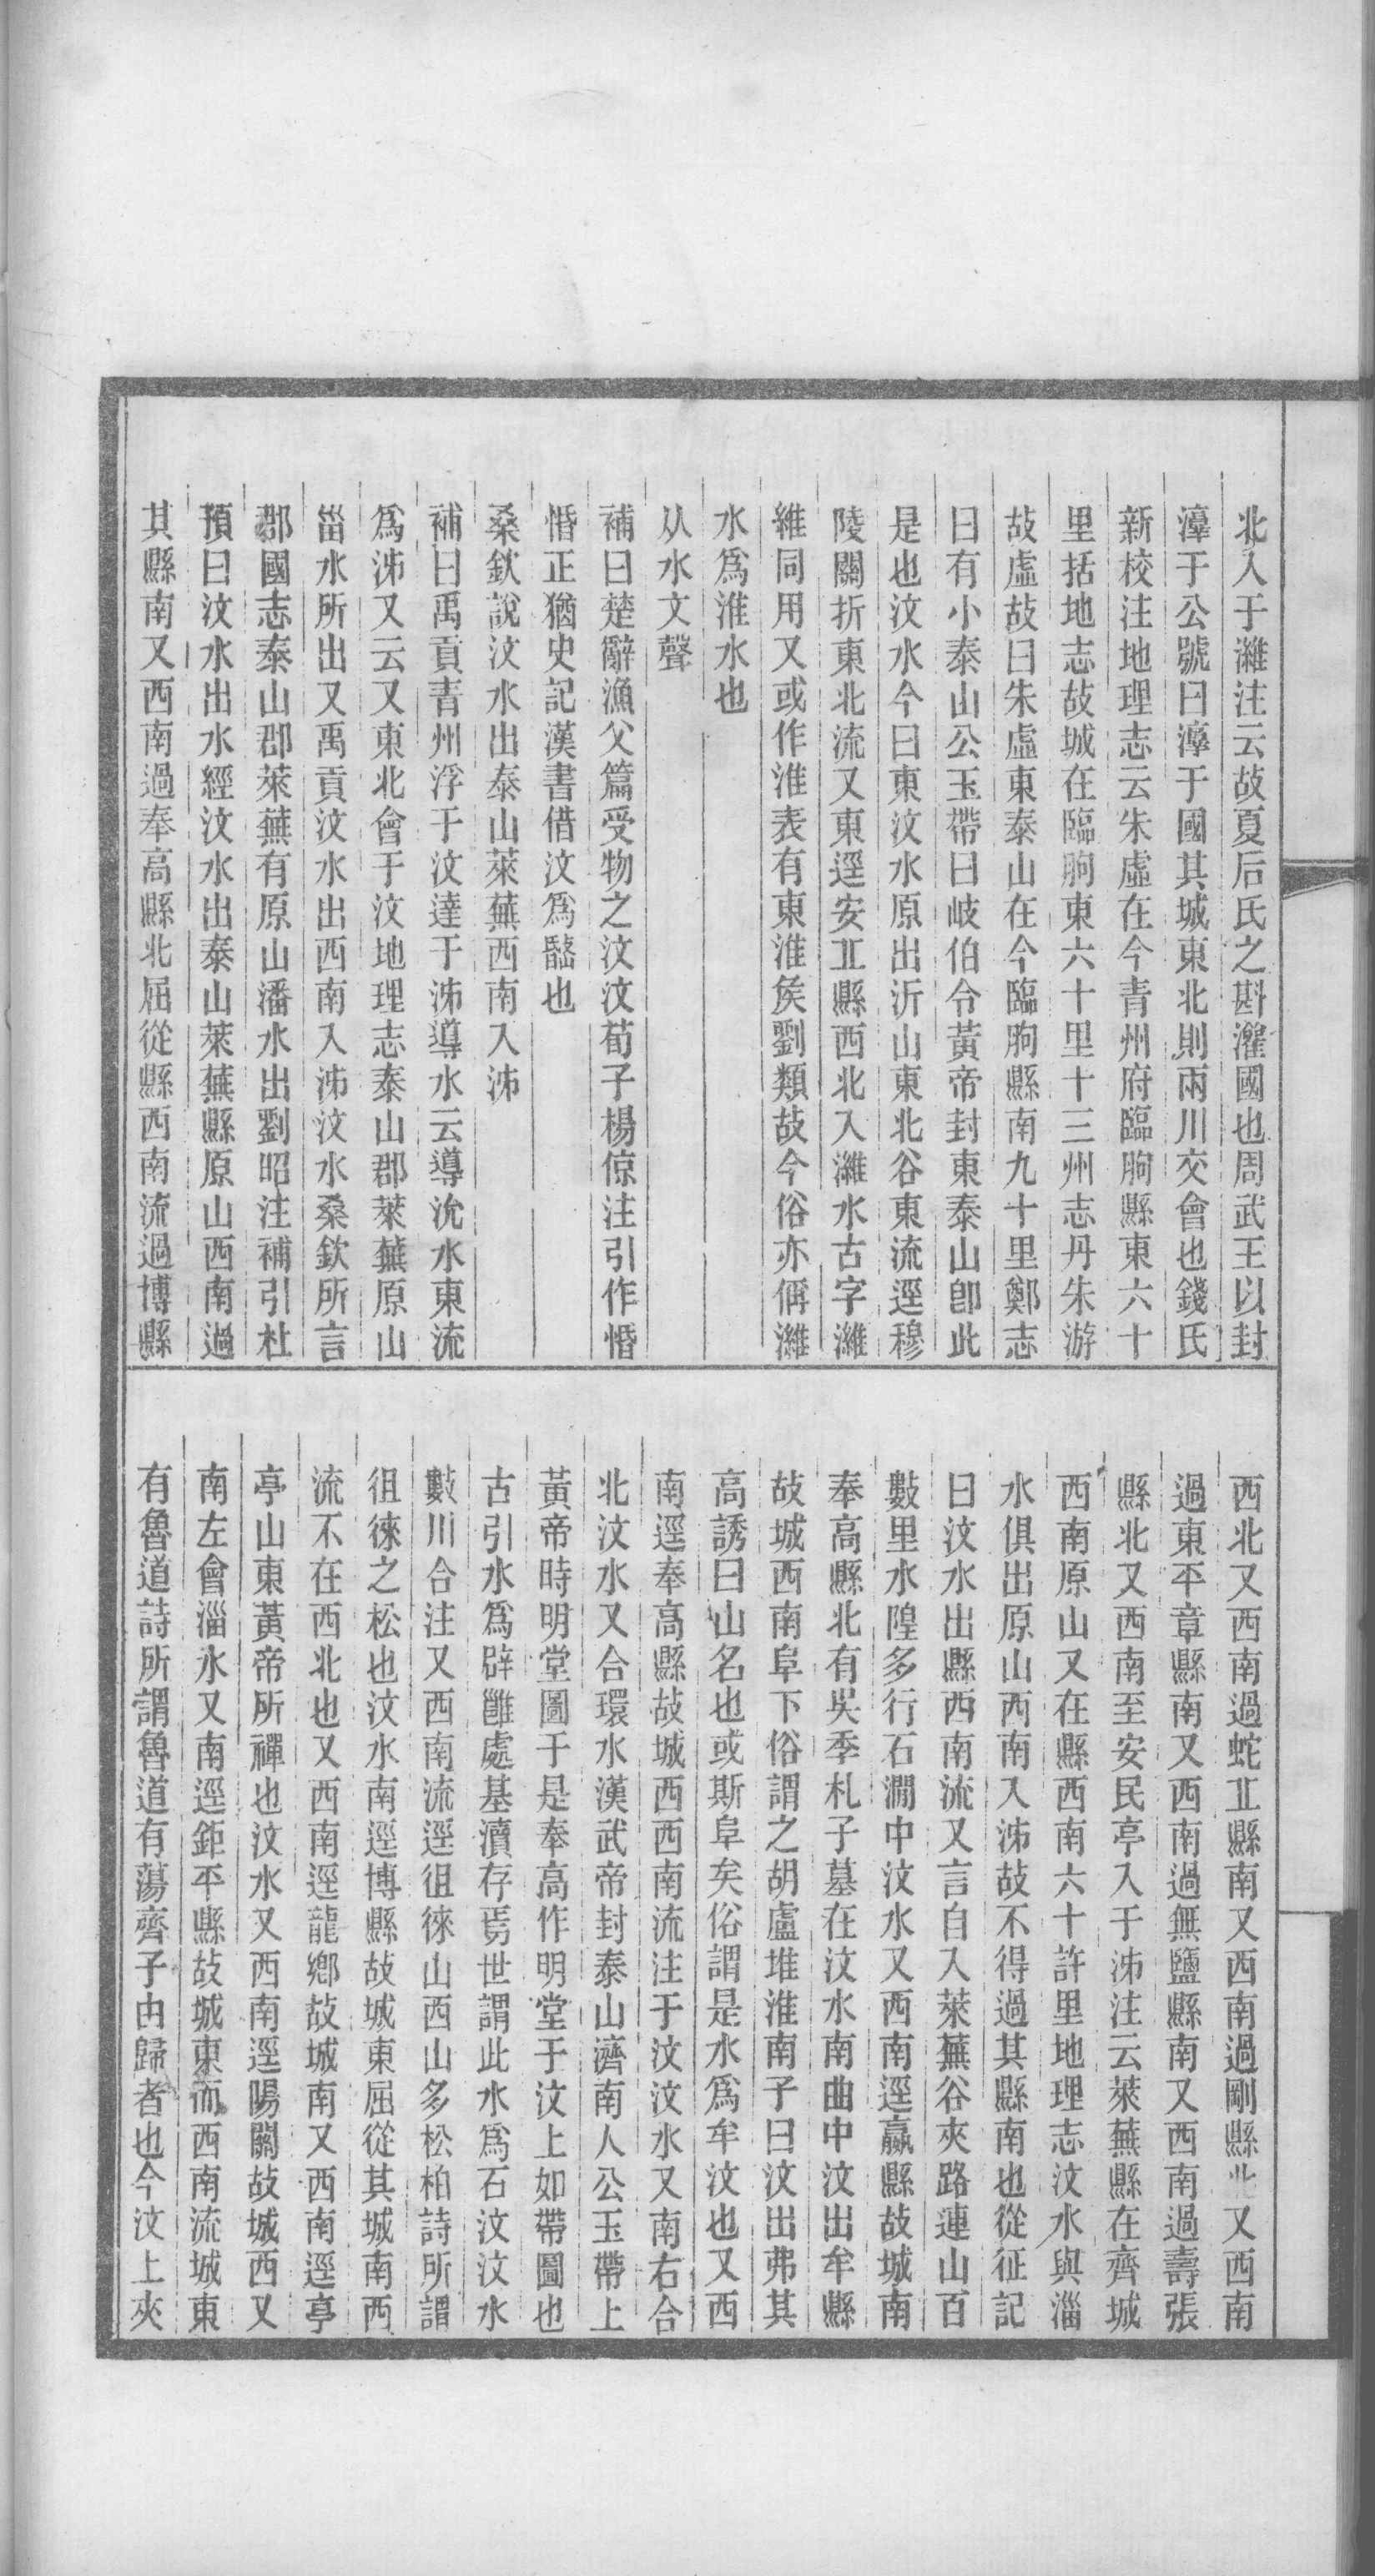 北入于濰注云故夏后氏之斟灌國也周武王以封
淳于公號曰淳于國其城東北則兩川交會也錢氏
新校注地理志云朱虛在今青州府臨朐縣東六十
里括地志故城在臨朐東六十里十三州志丹朱游
故虛故曰朱虛東泰山在今臨朐縣南九十里鄭志
曰有小泰山公玉帶曰岐伯令黃帝封東泰山卽此
是也汶水今曰東汶水原出沂山東北谷東流逕穆
陵關折東北流又東逕安丠縣西北入濰水古字濰
維同用又或作淮表有東淮矦劉類故今俗亦偁濰
水爲淮水也
从水文聲
補曰楚辭漁父篇受物之汶汶荀子楊倞注引作惛
惛正猶史記漢書借汶爲䜽也
桑欽說汶水出泰山萊蕪西南入泲
補曰禹貢青州浮于汶達于泲導水云導沇水東流
爲泲又云又東北會于汶地理志泰山郡萊蕪原山
甾水所出又禹貢汶水出西南入泲汶水桑欽所言
郡國志泰山郡萊蕪有原山潘水出劉昭注補引杜
預曰汶水出水經汶水出泰山萊蕪縣原山西南過
其縣南又西南過奉高縣北屈從縣西南流過博縣
西北又西南過蛇丠縣南又西南過剛縣北又西南
過東平章縣南又西南過無鹽縣南又西南過壽張
縣北又西南至安民亭入于泲注云萊蕪縣在齊城
西南原山又在縣西南六十許里地理志汶水與淄
水俱出原山西南入泲故不得過其縣南也從征記
曰汶水出縣西南流又言自入萊蕪谷夾路連山百
數里水隍多行石澗中汶水又西南逕嬴縣故城南
奉高縣北有吳季札子墓在汶水南曲中汶出牟縣
故城西南阜下俗謂之胡盧堆淮南子曰汶出弗其
高誘曰山名也或斯阜矣俗謂是水爲牟汶也又西
南逕奉高縣故城西西南流注于汶汶水又南右合
北汶水又合環水漢武帝封泰山濟南人公玉帶上
黃帝時明堂圖于是奉高作明堂于汶上如帶圖也
古引水爲辟雝處基瀆存焉世謂此水爲石汶汶水
數川合注又西南流逕徂徠山西山多松柏詩所謂
徂徠之松也汶水南逕博縣故城東屈從其城南西
流不在西北也又西南逕龍鄉故城南又西南逕亭
亭山東黃帝所禪也汶水又西南逕陽關故城西又
南左會淄水又南逕鉅平縣故城東而西南流城東
有魯道詩所謂魯道有蕩齊子由歸者也今汶上夾